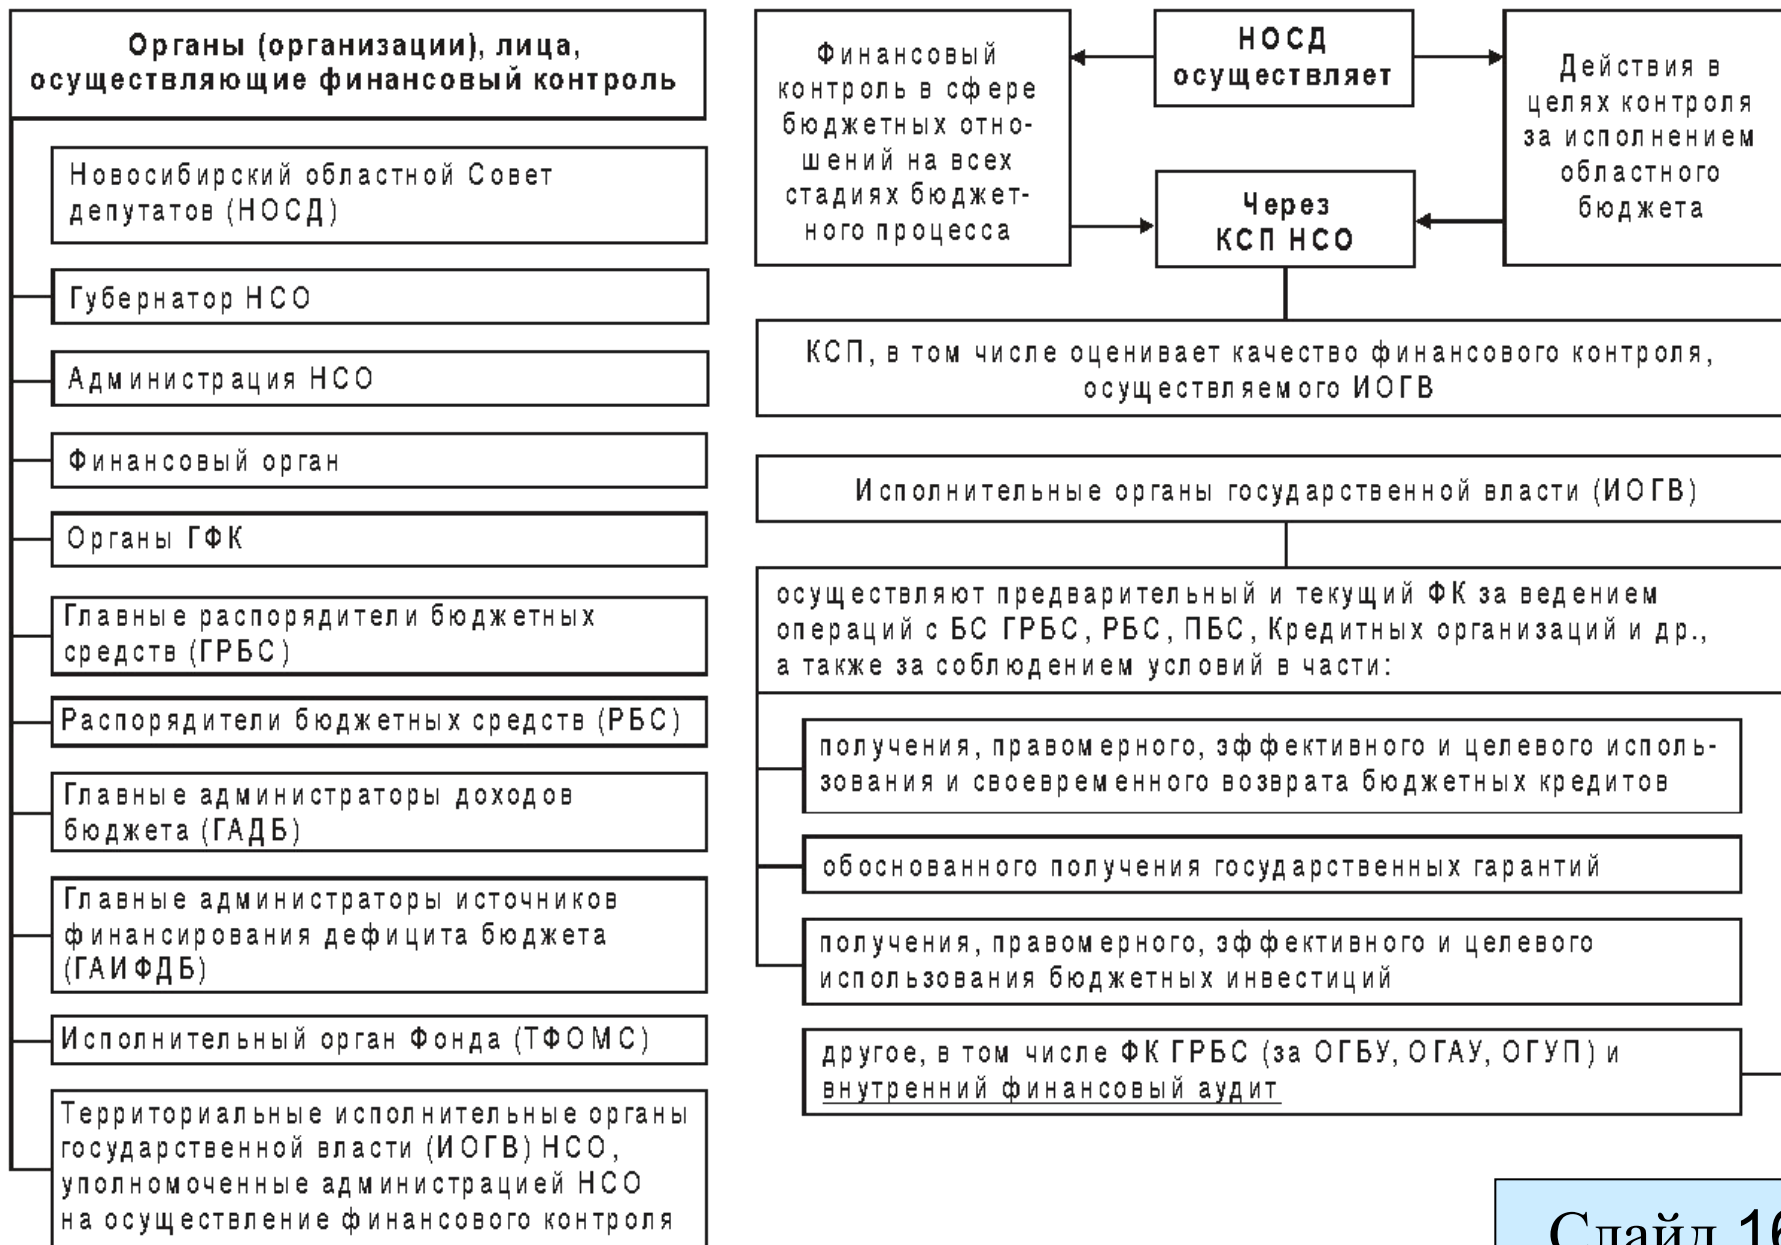 Органы (организации), лица,
осуществляющие финансовый контроль
Новосибирский областной Совет
депутатов (НОСД)
Губернатор НСО
Администрация НСО
Финансовый орган
Органы ГФК
Главные распорядители бюджетных
средств (ГРБС)
Распорядители бюджетных средств (РБС)
Главные администраторы доходов
бюджета (ГАДБ)
Главные администраторы источников
финансирования дефицита бюджета
(ГАИФДБ)
Исполнительный орган Фонда (ТФОМС)
Территориальные исполнительные органы
государственной власти (ИОГВ) НСО,
уполномоченные администрацией НСО
на осуществление финансового контроля
Финансовый
контроль в сфере
бюджетных отно-
шений на всех
стадиях бюджет-
ного процесса
НОСД
осуществляет
Действия в
целях контроля
за исполнением
областного
бюджета
Через
КСП НСО
КСП, в том числе оценивает качество финансового контроля,
осуществляемого ИОГВ
Исполнительные органы государственной власти (ИОГВ)
осуществляют предварительный и текущий ФК за ведением
операций с БС ГРБС, РБС, ПБС, Кредитных организаций и др.,
а также за соблюдением условий в части:
получения, правомерного, эффективного и целевого исполь-
зования и своевременного возврата бюджетных кредитов
обоснованного получения государственных гарантий
получения, правомерного, эффективного и целевого
использования бюджетных инвестиций
другое, в том числе ФК ГРБС (за ОГБУ, ОГАУ, ОГУП) и
внутренний финансовый аудит
Слайд 16